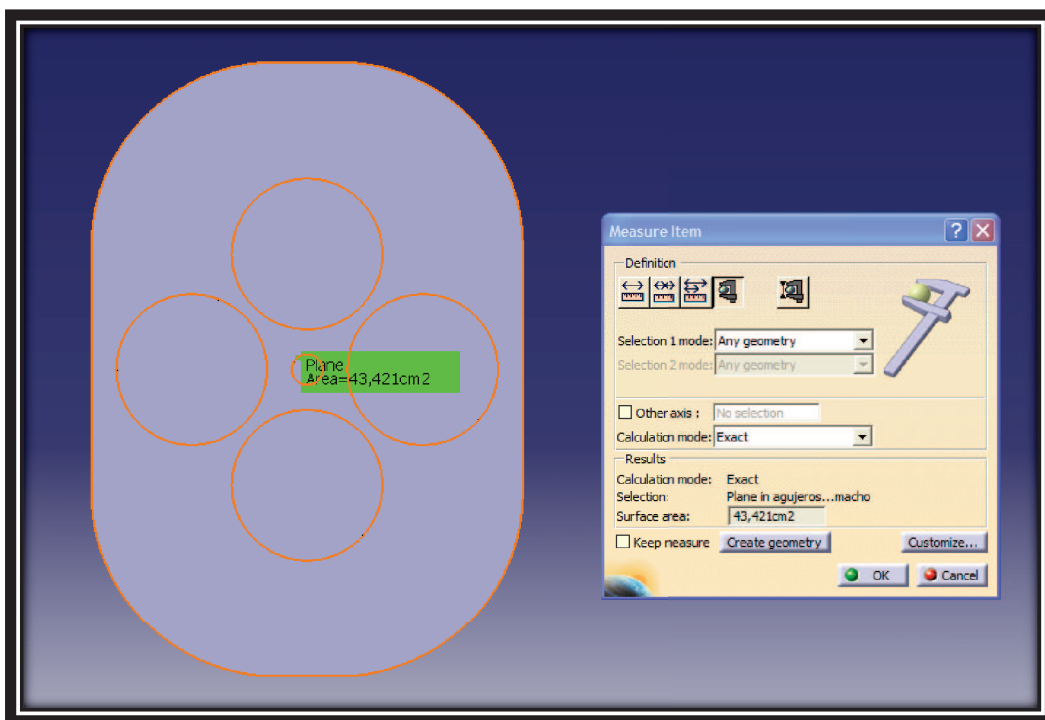 Plane
Area=43,421cm2
Measure Item
Definition
Selection 1 mode: Any geometry
Selection 2 mode: Any geometry
Other axis : No selection
Calculation mode: Exact
Results
Calculation mode: Exact
Selection: Plane in agujeros...macho
Surface area: 43,421cm2
Keep measure Create geometry Customize...
OK Cancel